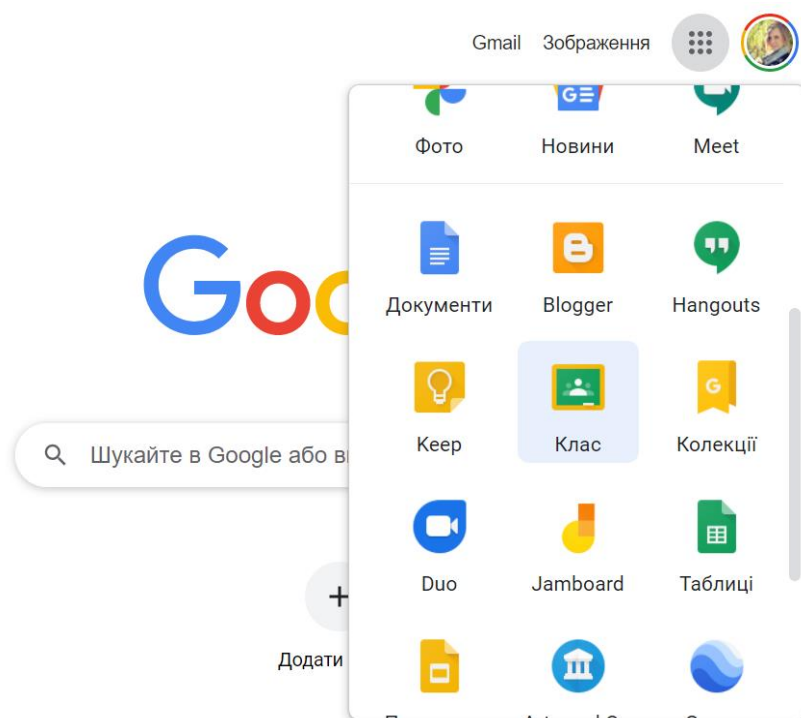 Gmail Зображення
Фото Новини Meet
Документи Blogger Hangouts
Keep Клас Колекції
Шукайте в Google або
Duo Jamboard Таблиці
Додати